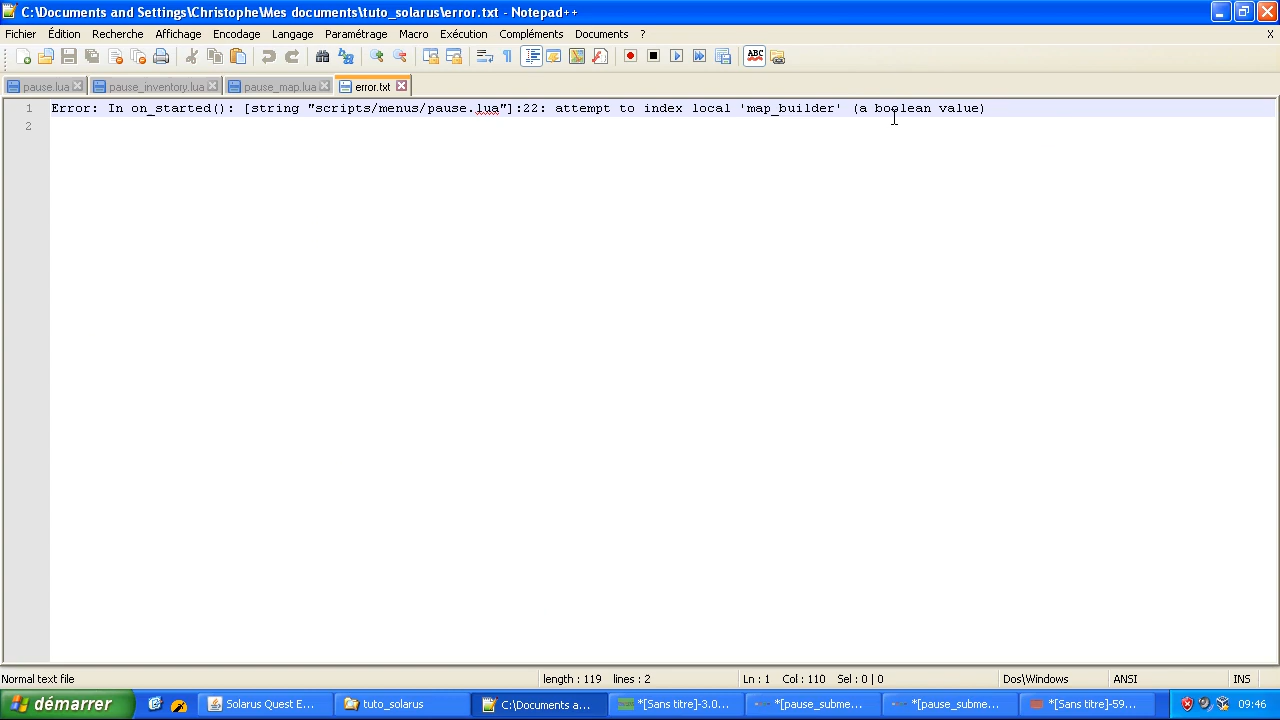 C:\Documents and Settings\Christophe\Mes documents\tuto_solarus\error.txt - Notepad++
Fichier Édition Recherche Affichage Encodage Langage Paramétrage Macro Exécution Compléments Documents ? X
ABC
pause.lua pause_inventory.lua pause_map.lua error.txt
1 Error: In on_started(): [string "scripts/menus/pause.lua"]:22: attempt to index local 'map_builder' (a boolean value)
2
Normal text file length : 119 lines : 2 Ln : 1 Col : 110 Sel : 0 | 0 Dos\Windows ANSI INS
démarrer Solarus Quest E... tuto_solarus C:\Documents a... *[Sans titre]-3.0... *[pause_subme... *[pause_subme... *[Sans titre]-59... 09:46